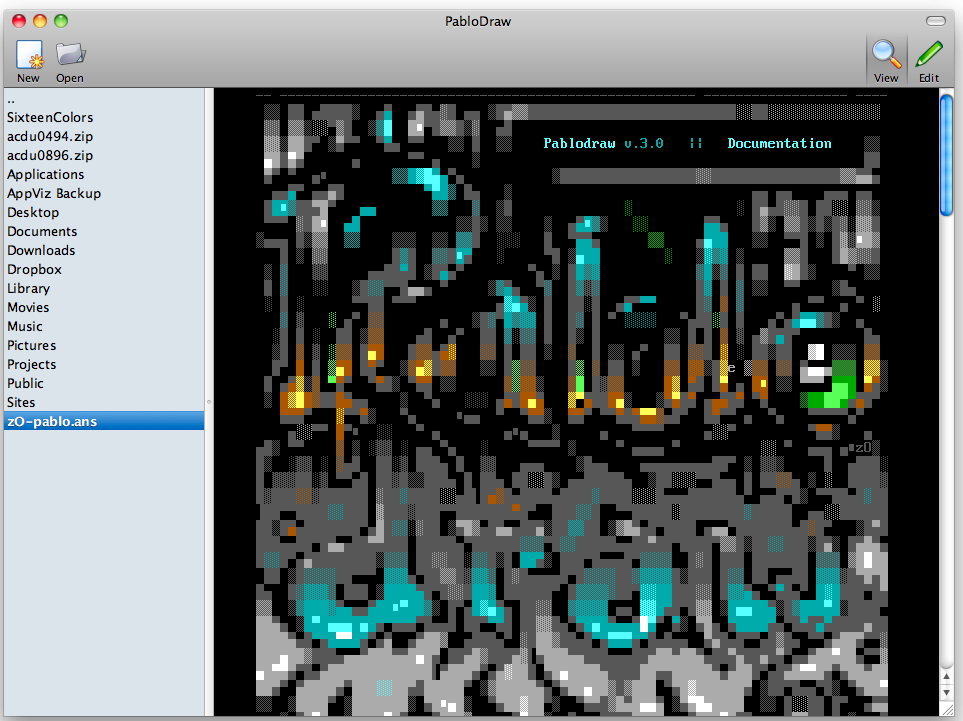 PabloDraw
New
Open
View
Edit
..
SixteenColors
acdu0494.zip
acdu0896.zip
Applications
AppViz Backup
Desktop
Documents
Downloads
Dropbox
Library
Movies
Music
Pictures
Projects
Public
Sites
zO-pablo.ans
Pablodraw v.3.0 || Documentation
e
zO